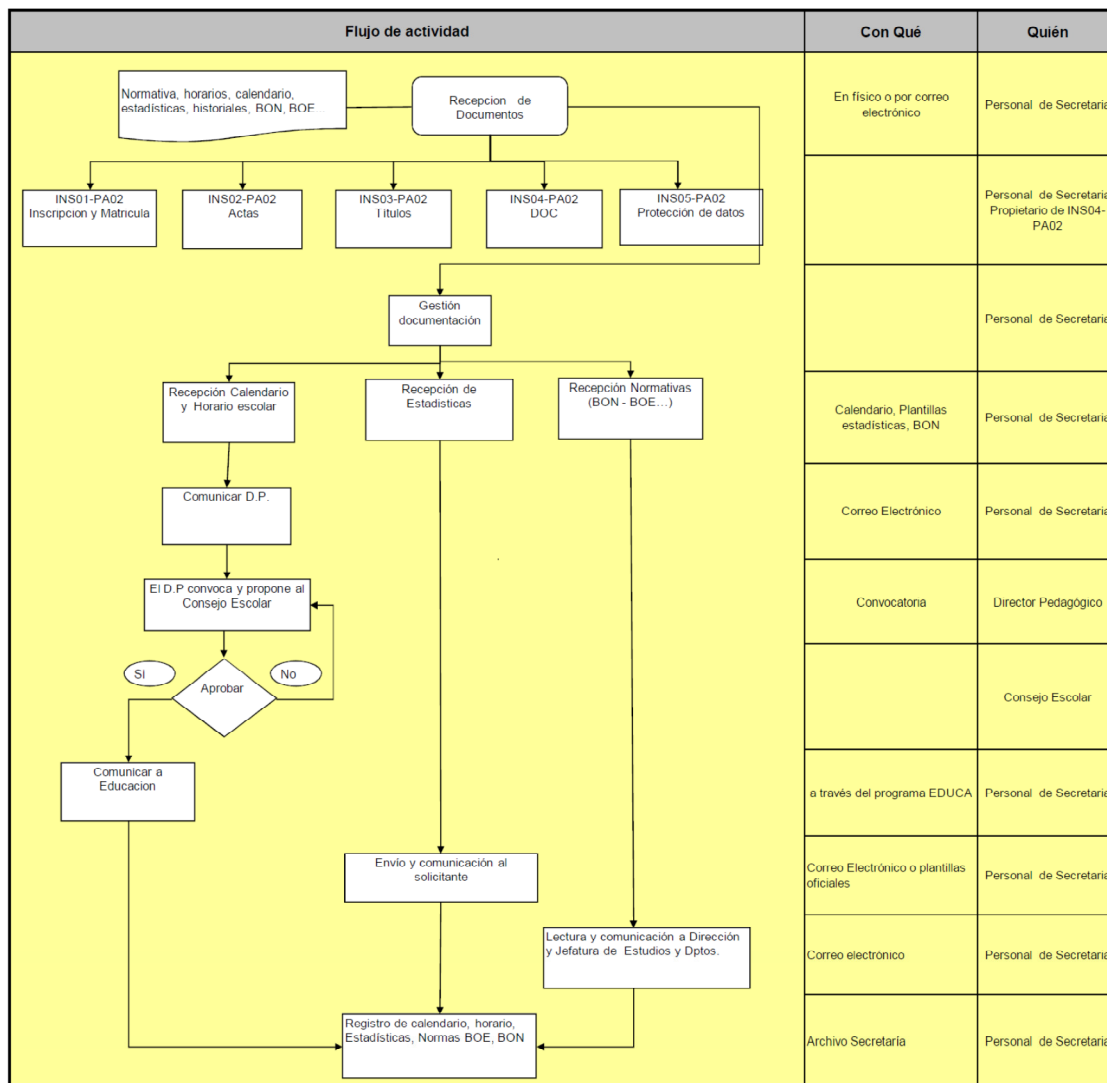 Flujo de actividad
Con Qué
Quién
Normativa, horarios, calendario,
estadísticas, historiales, BON, BOE...
Recepcion de
Documentos
En físico o por correo
electrónico
Personal de Secretaria
INS01-PA02
Inscripcion y Matricula
INS02-PA02
Actas
INS03-PA02
Titulos
INS04-PA02
DOC
INS05-PA02
Protección de datos
Personal de Secretaria
Propietario de INS04-
PA02
Gestión
documentación
Personal de Secretaria
Recepción Calendario
y Horario escolar
Recepción de
Estadisticas
Recepción Normativas
(BON - BOE...)
Calendario, Plantillas
estadísticas, BON
Personal de Secretaria
Comunicar D.P.
Correo Electrónico
Personal de Secretaria
El D.P convoca y propone al
Consejo Escolar
Convocatoria
Director Pedagógico
Si
No
Aprobar
Consejo Escolar
Comunicar a
Educacion
a través del programa EDUCA
Personal de Secretaria
Envío y comunicación al
solicitante
Correo Electrónico o plantillas
oficiales
Personal de Secretaria
Lectura y comunicación a Dirección
y Jefatura de Estudios y Dptos.
Correo electrónico
Personal de Secretaria
Registro de calendario, horario,
Estadísticas, Normas BOE, BON
Archivo Secretaría
Personal de Secretaria